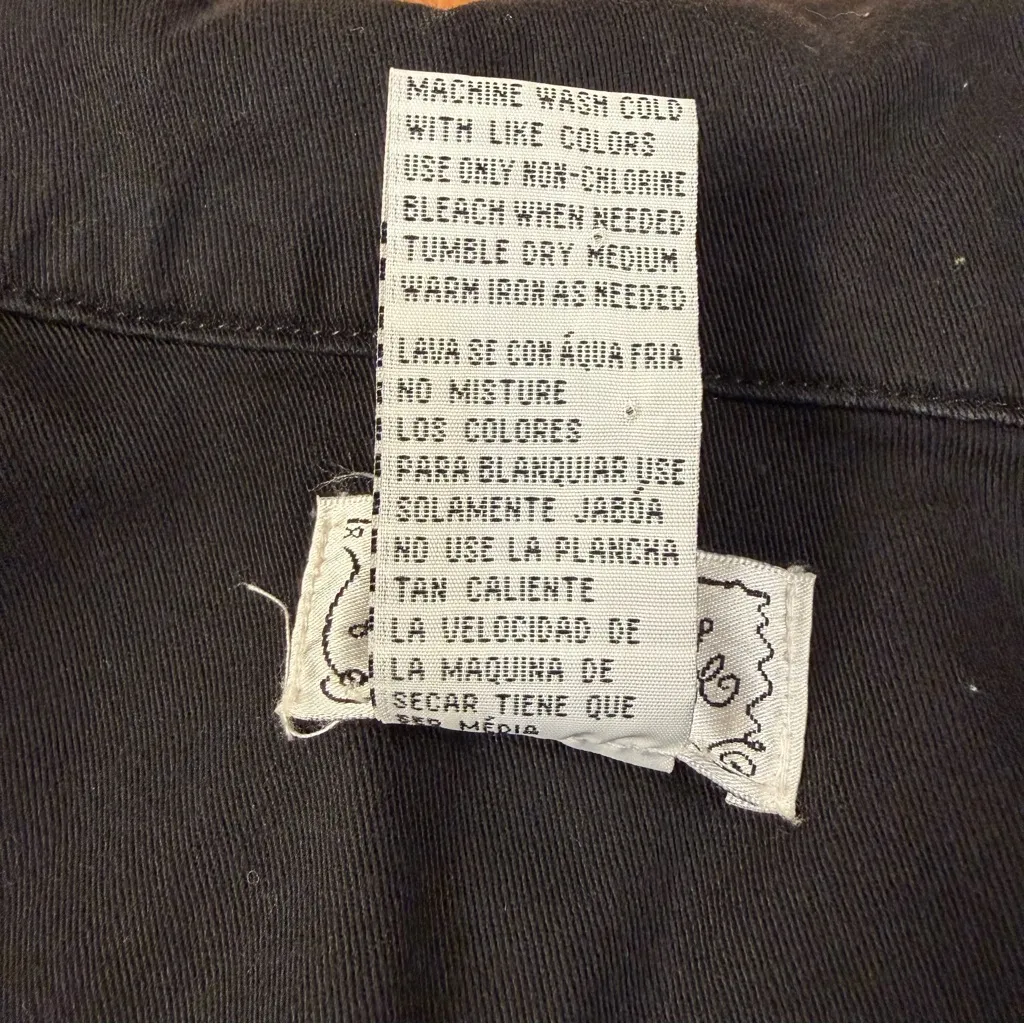 MACHINE WASH COLD
WITH LIKE COLORS
USE ONLY NON-CHLORINE
BLEACH WHEN NEEDED
TUMBLE DRY MEDIUM
WARM IRON AS NEEDED
LAVA SE CON ÁQUA FRIA
NO MISTURE
LOS COLORES
PARA BLANQUIAR USE
SOLAMENTE JABÓA
NO USE LA PLANCHA
TAN CALIENTE
LA VELOCIDAD DE
LA MAQUINA DE
SECAR TIENE QUE
SER MÉDIA